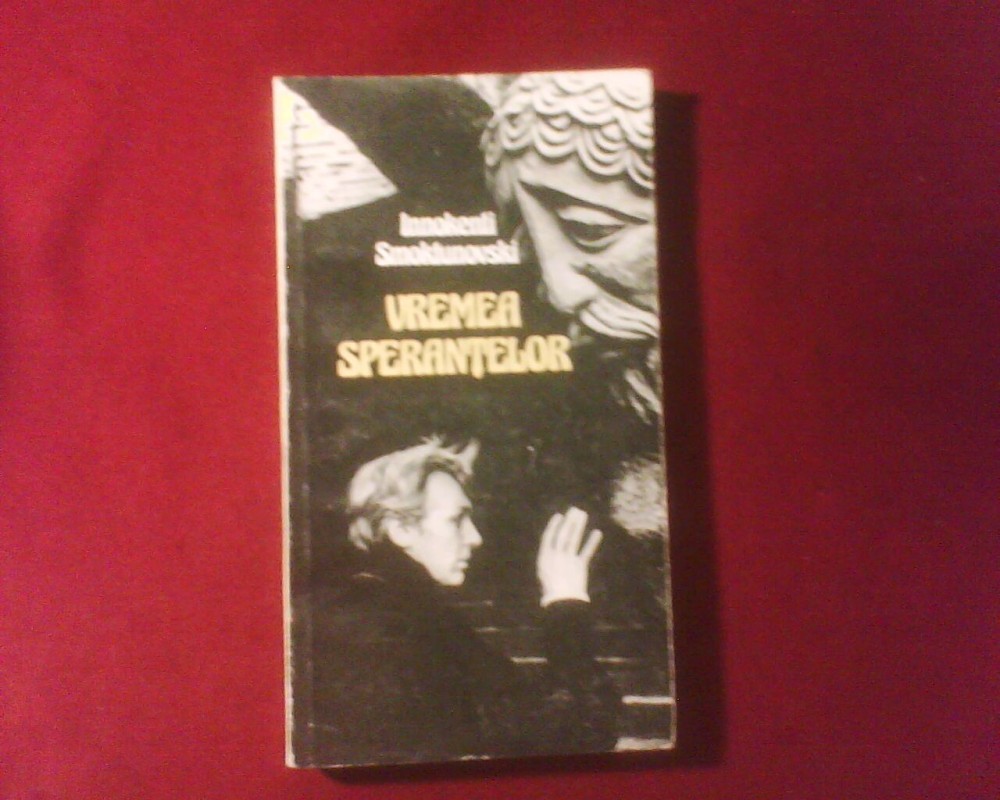 Innokenti
Smoktunovski
VREMEA
SPERANȚELOR